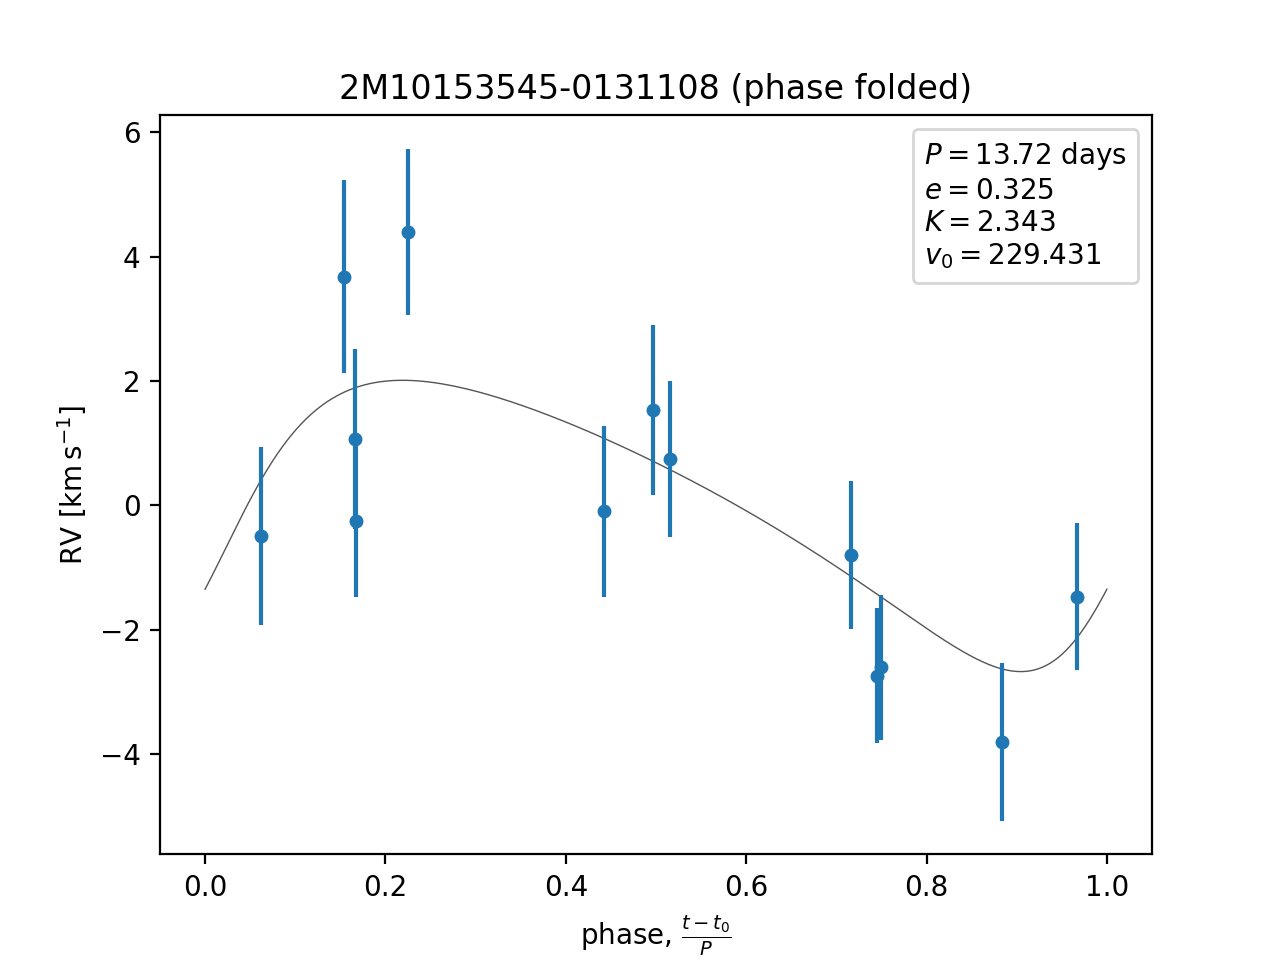 2M10153545-0131108 (phase folded)
P = 13.72 days
e = 0.325
K = 2.343
v₀ = 229.431
RV [km s⁻¹]
6
4
2
0
−2
−4
0.0 0.2 0.4 0.6 0.8 1.0
phase, (t − t₀)/P